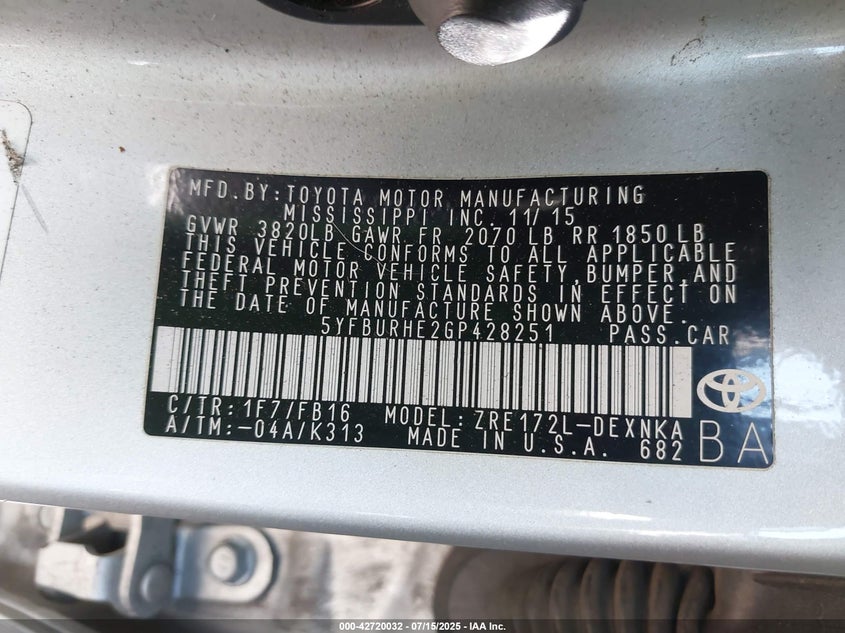 MFD. BY: TOYOTA MOTOR MANUFACTURING
MISSISSIPPI INC. 11/15
GVWR 3820LB GAWR FR. 2070 LB RR 1850 LB
THIS VEHICLE CONFORMS TO ALL APPLICABLE
FEDERAL MOTOR VEHICLE SAFETY, BUMPER, AND
THEFT PREVENTION STANDARDS IN EFFECT ON
THE DATE OF MANUFACTURE SHOWN ABOVE.
5YFBURHE2GP428251 PASS. CAR
C/TR: 1F7/FB16 MODEL: ZRE172L-DEXNKA
A/TM: -04A/K313 MADE IN U.S.A. 682 BA
000-42720032 - 07/15/2025 - IAA Inc.